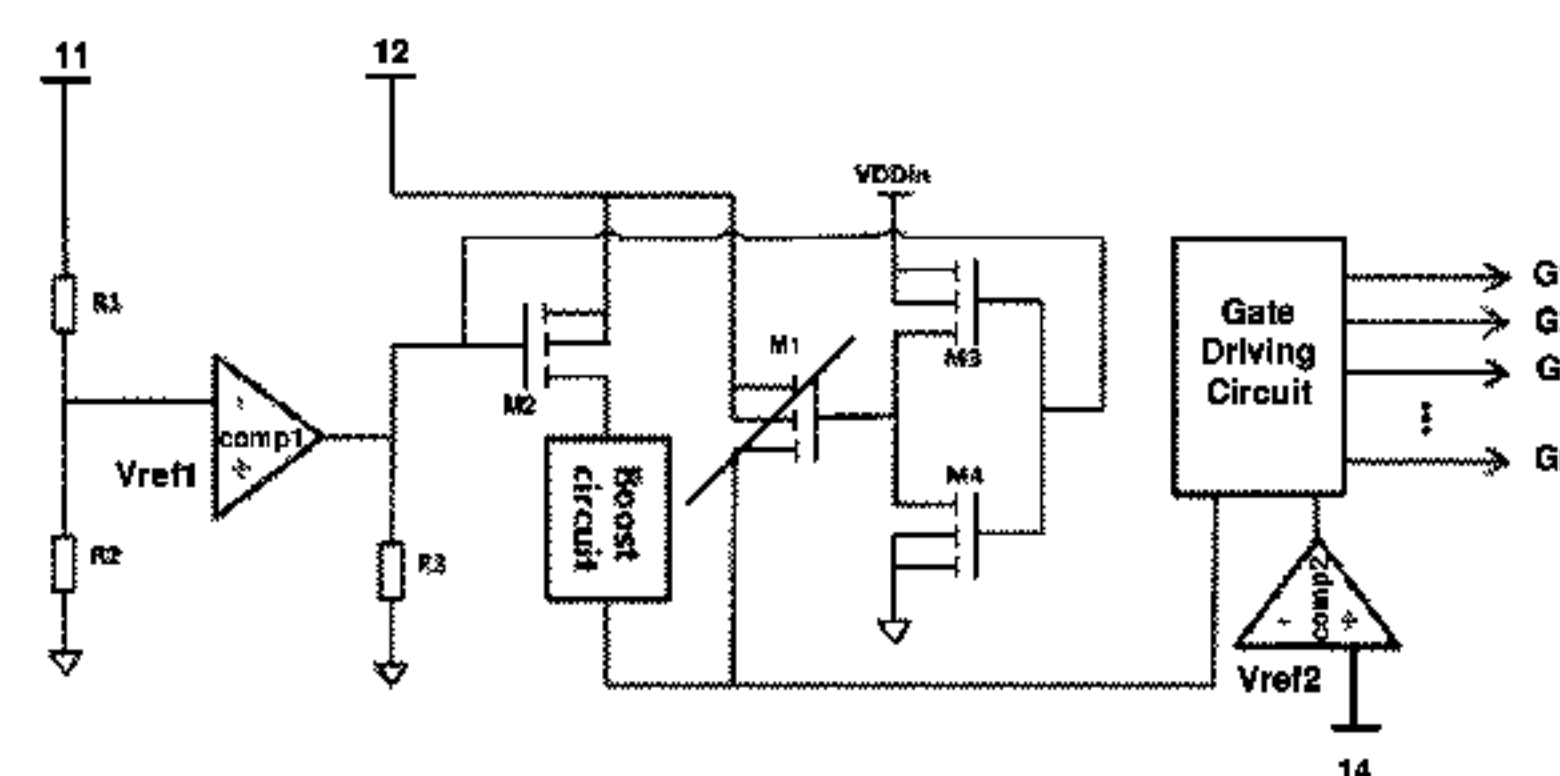 11
12
VDDin
R1
M1
M3
Gate
Driving
Circuit
G
G
G
G
M2
comp1
Vref1
Boost
circuit
M4
R2
R3
comp2
Vref2
14